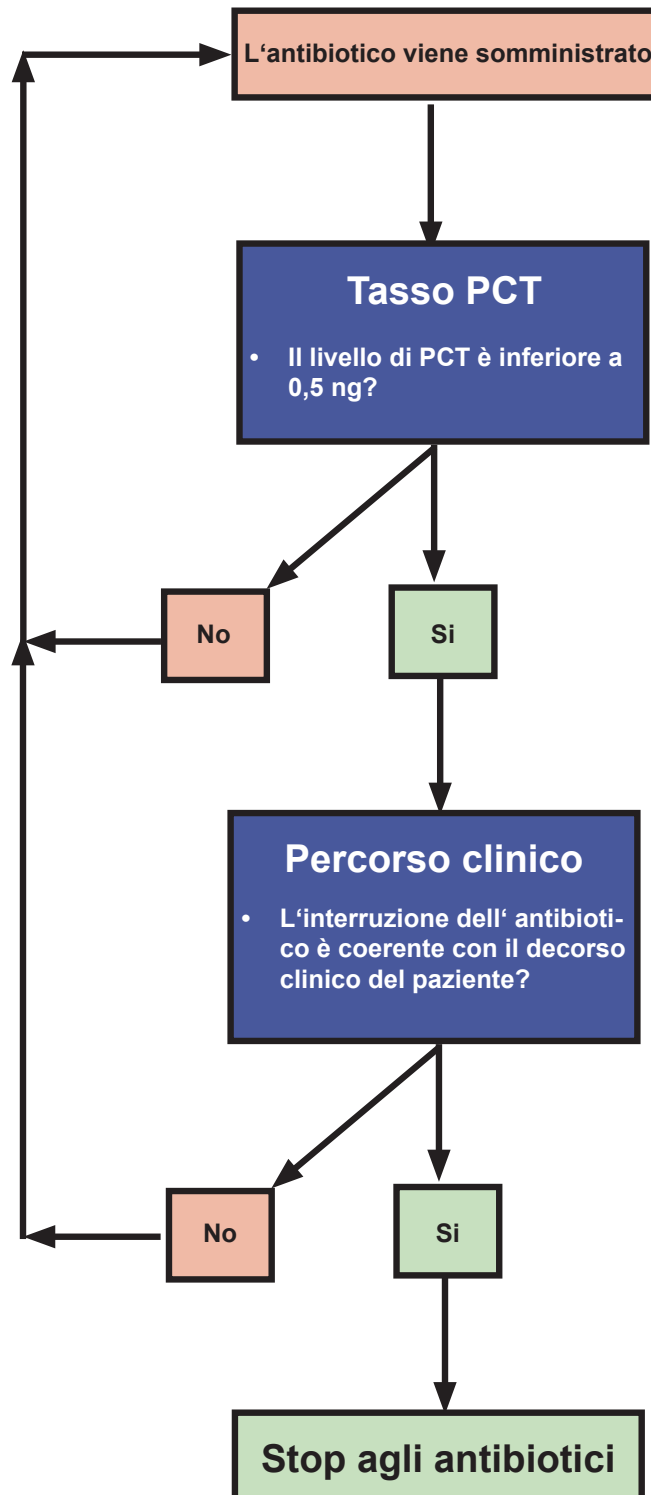 L‘antibiotico viene somministrato
Tasso PCT
• Il livello di PCT è inferiore a
0,5 ng?
No
Si
Percorso clinico
• L‘interruzione dell‘ antibioti-
co è coerente con il decorso
clinico del paziente?
No
Si
Stop agli antibiotici